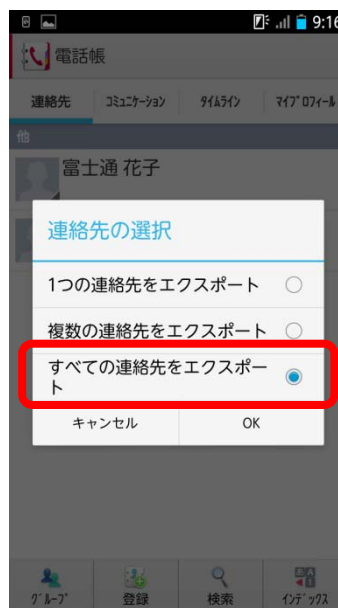 9:16
電話帳
連絡先 ｺﾐｭﾆｹｰｼｮﾝ ﾀｲﾑﾗｲﾝ ﾏｲﾌﾟﾛﾌｨｰﾙ
他
富士通 花子
連絡先の選択
1つの連絡先をエクスポート
複数の連絡先をエクスポート
すべての連絡先をエクスポー
ト
キャンセル OK
ｸﾞﾙｰﾌﾟ 登録 検索 ｲﾝﾃﾞｯｸｽ